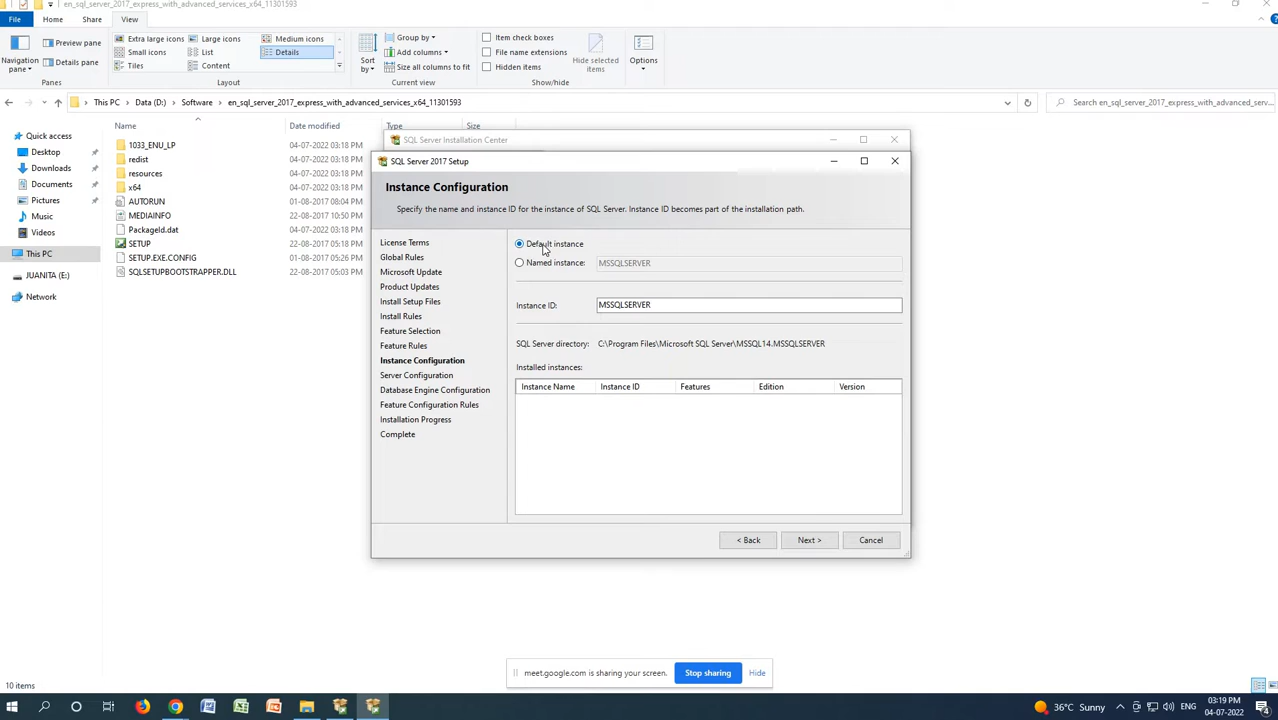 en_sql_server_2017_express_with_advanced_services_x64_11301593
File Home Share View
Navigation pane
Preview pane
Details pane
Panes
Extra large icons Large icons Medium icons
Small icons List Details
Tiles Content
Layout
Sort by
Group by
Add columns
Size all columns to fit
Current view
Item check boxes
File name extensions
Hidden items
Hide selected items
Show/hide
Options
This PC Data (D:) Software en_sql_server_2017_express_with_advanced_services_x64_11301593
Search en_sql_server_2017_express_with_advanced_serv...
Quick access
Desktop
Downloads
Documents
Pictures
Music
Videos
This PC
JUANITA (E:)
Network
Name Date modified Type Size
1033_ENU_LP 04-07-2022 03:18 PM
redist 04-07-2022 03:18 PM
resources 04-07-2022 03:18 PM
x64 04-07-2022 03:18 PM
AUTORUN 01-08-2017 08:04 PM
MEDIAINFO 22-08-2017 10:50 PM
PackageId.dat 04-07-2022 03:18 PM
SETUP 22-08-2017 05:18 PM
SETUP.EXE.CONFIG 01-08-2017 05:26 PM
SQLSETUPBOOTSTRAPPER.DLL 22-08-2017 05:03 PM
SQL Server Installation Center
SQL Server 2017 Setup
Instance Configuration
Specify the name and instance ID for the instance of SQL Server. Instance ID becomes part of the installation path.
License Terms
Global Rules
Microsoft Update
Product Updates
Install Setup Files
Install Rules
Feature Selection
Feature Rules
Instance Configuration
Server Configuration
Database Engine Configuration
Feature Configuration Rules
Installation Progress
Complete
Default instance
Named instance: MSSQLSERVER
Instance ID: MSSQLSERVER
SQL Server directory: C:\Program Files\Microsoft SQL Server\MSSQL14.MSSQLSERVER
Installed instances:
Instance Name Instance ID Features Edition Version
< Back Next > Cancel
meet.google.com is sharing your screen. Stop sharing Hide
10 items
36°C Sunny ENG 03:19 PM
04-07-2022